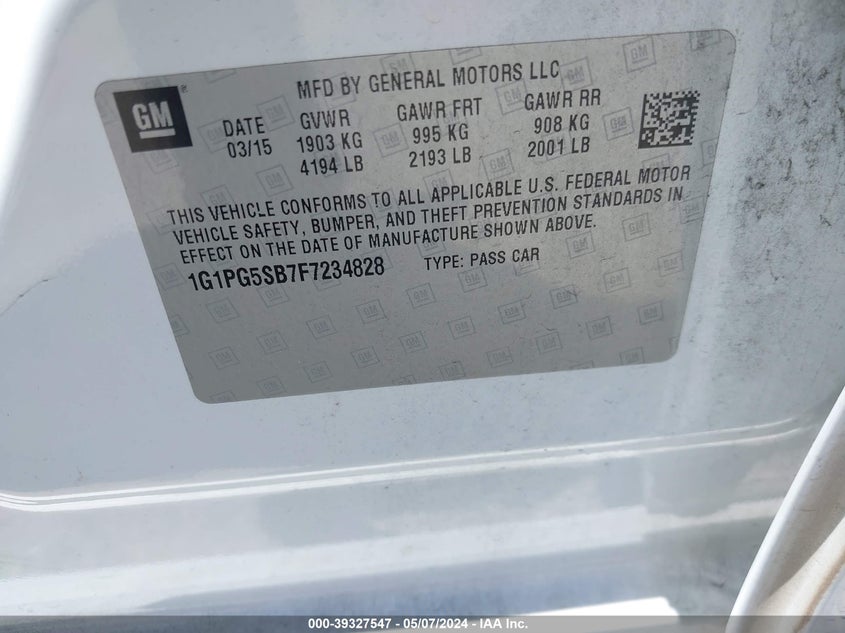 MFD BY GENERAL MOTORS LLC
GM ®
DATE GVWR GAWR FRT GAWR RR
03/15 1903 KG 995 KG 908 KG
4194 LB 2193 LB 2001 LB
THIS VEHICLE CONFORMS TO ALL APPLICABLE U.S. FEDERAL MOTOR
VEHICLE SAFETY, BUMPER, AND THEFT PREVENTION STANDARDS IN
EFFECT ON THE DATE OF MANUFACTURE SHOWN ABOVE.
1G1PG5SB7F7234828 TYPE: PASS CAR
000-39327547 - 05/07/2024 - IAA Inc.